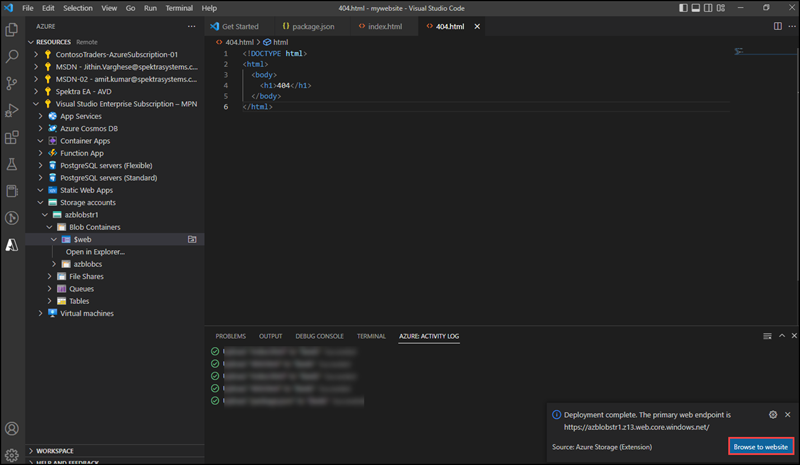 File Edit Selection View Go Run Terminal Help
404.html - mywebsite - Visual Studio Code
AZURE
Get Started
package.json
index.html
404.html
RESOURCES Remote
ContosoTraders-AzureSubscription-01
MSDN - Jithin.Varghese@spektrasystems.c...
MSDN-02 - amit.kumar@spektrasystems.c...
Spektra EA - AVD
Visual Studio Enterprise Subscription – MPN
App Services
Azure Cosmos DB
Container Apps
Function App
PostgreSQL servers (Flexible)
PostgreSQL servers (Standard)
Static Web Apps
Storage accounts
azblobstr1
Blob Containers
$web
Open in Explorer...
azblobcs
File Shares
Queues
Tables
Virtual machines
WORKSPACE
HELP AND FEEDBACK
404.html > html
1 <!DOCTYPE html>
2 <html>
3 <body>
4 <h1>404</h1>
5 </body>
6 </html>
PROBLEMS OUTPUT DEBUG CONSOLE TERMINAL AZURE: ACTIVITY LOG
Deployment complete. The primary web endpoint is
https://azblobstr1.z13.web.core.windows.net/
Source: Azure Storage (Extension)
Browse to website